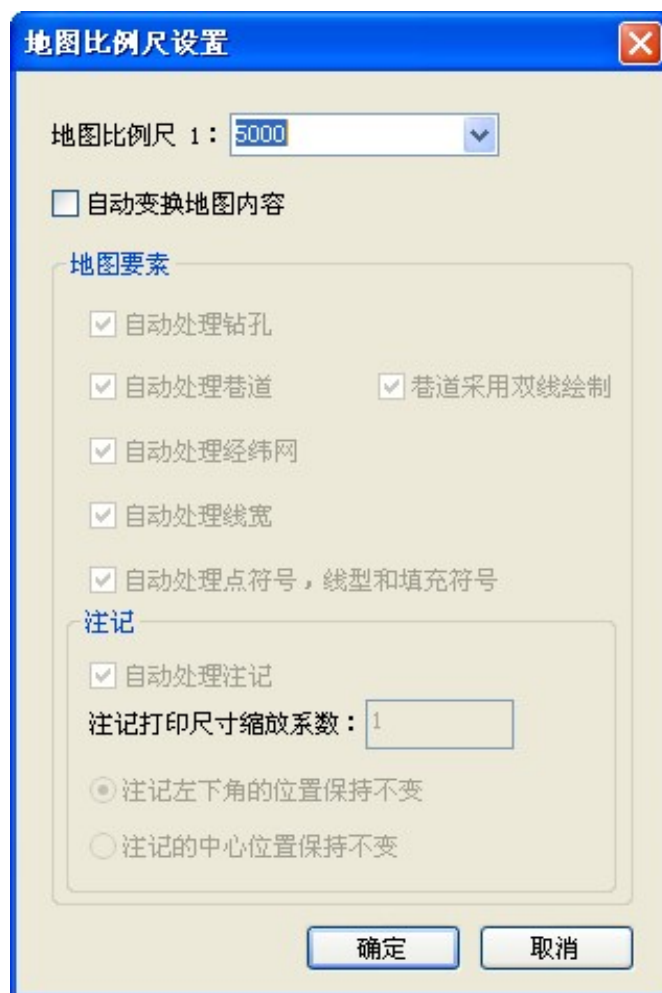 地图比例尺设置
地图比例尺 1： 5000
自动变换地图内容
地图要素
自动处理钻孔
自动处理巷道 巷道采用双线绘制
自动处理经纬网
自动处理线宽
自动处理点符号，线型和填充符号
注记
自动处理注记
注记打印尺寸缩放系数： 1
注记左下角的位置保持不变
注记的中心位置保持不变
确定 取消